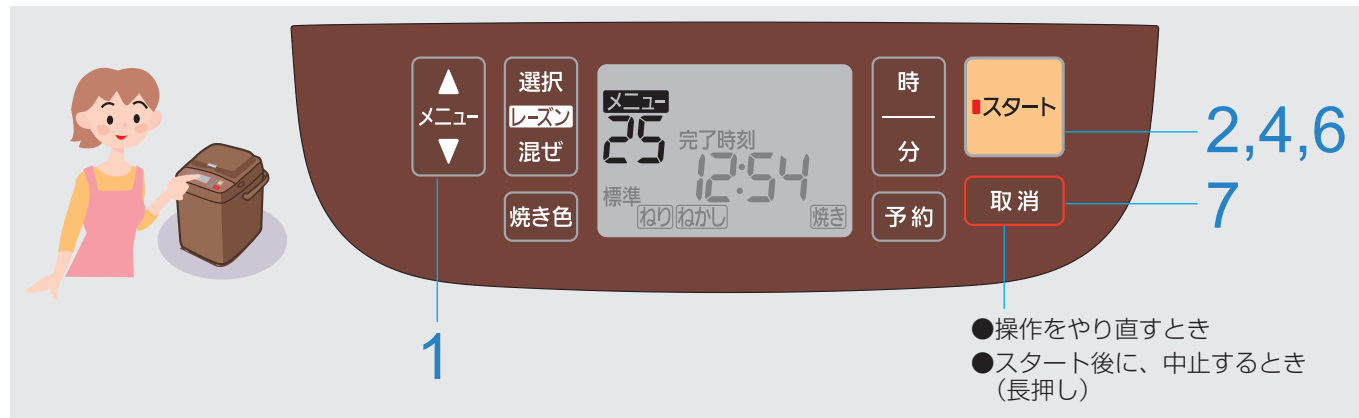 ▲
メニュー
▼
選択
レーズン
混ぜ
焼き色
メニュー
25
完了時刻
12:54
標準
ねり ねかし 焼き
時
分
予約
スタート
取消
2,4,6
7
1
●操作をやり直すとき
●スタート後に、中止するとき
（長押し）